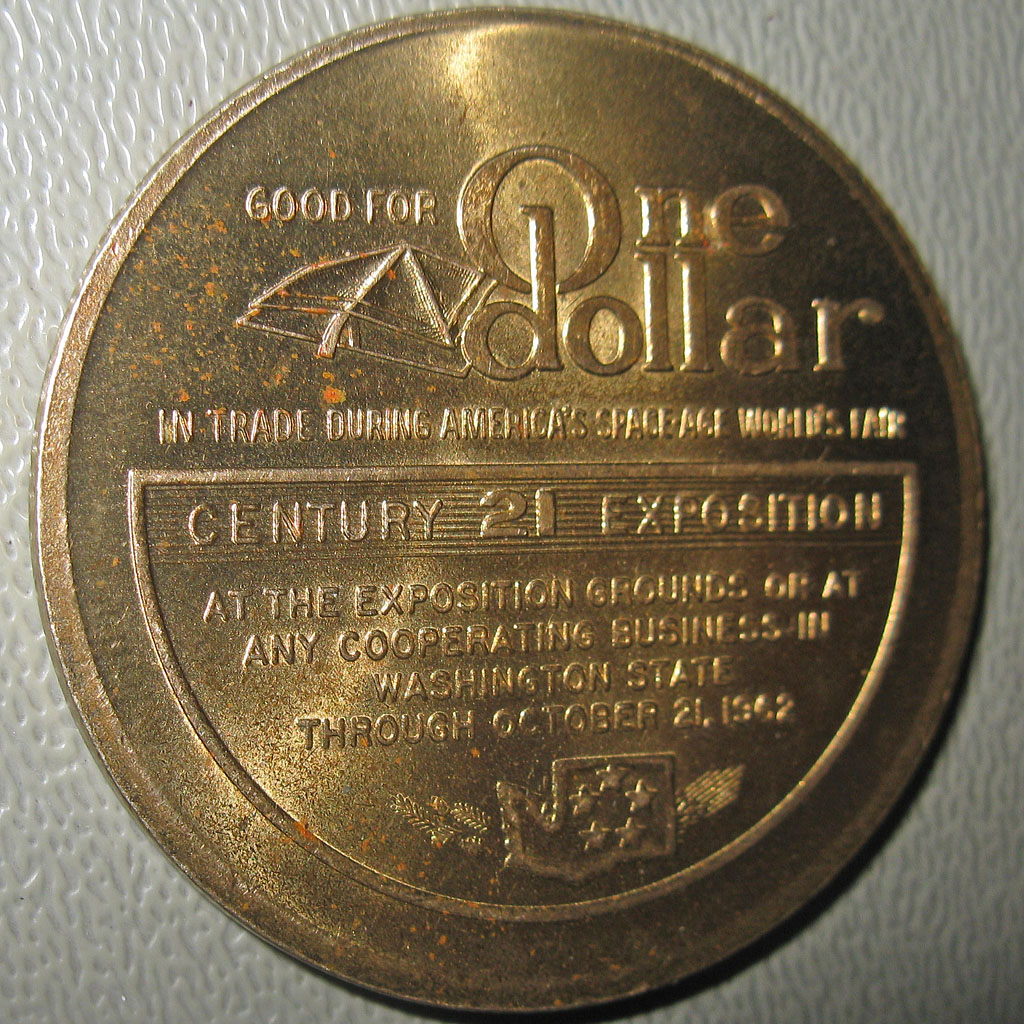 GOOD FOR One dollar
IN TRADE DURING AMERICA'S SPACE-AGE WORLD'S FAIR
CENTURY 21 EXPOSITION
AT THE EXPOSITION GROUNDS OR AT
ANY COOPERATING BUSINESS IN
WASHINGTON STATE
THROUGH OCTOBER 21, 1962